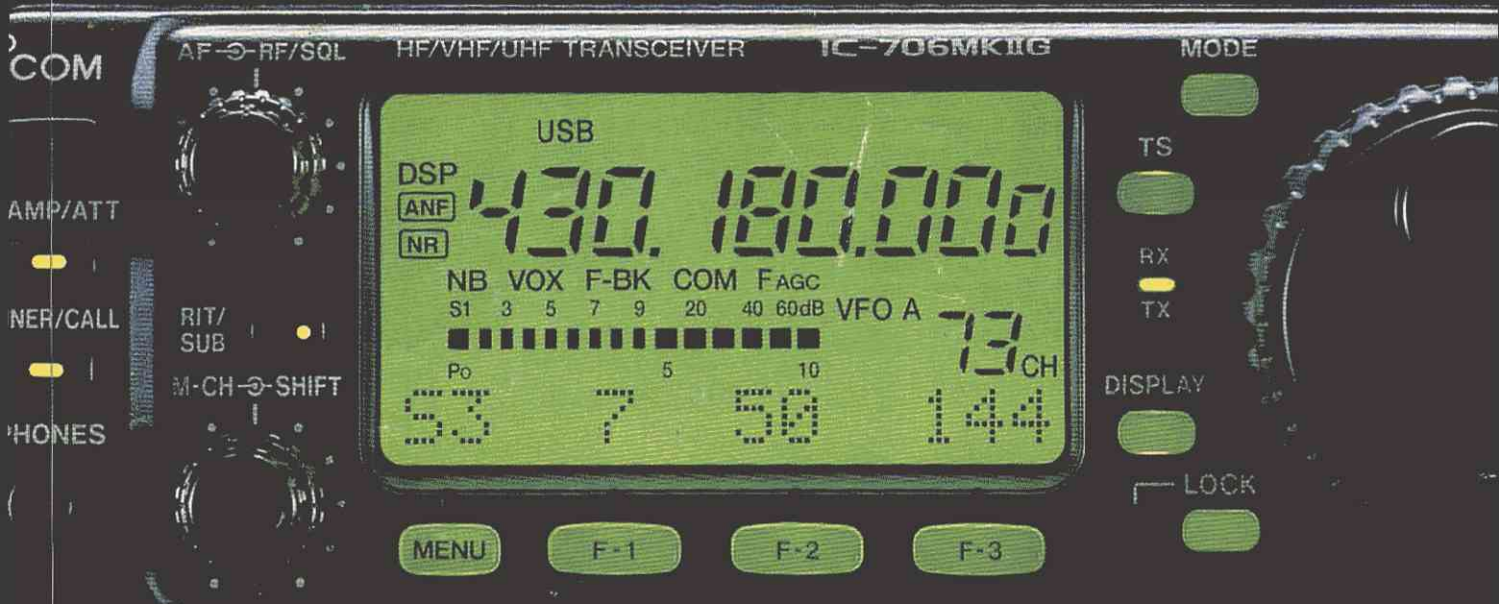 COM
AF RF/SQL
HF/VHF/UHF TRANSCEIVER
IC-706MKIIG
MODE
TS
USB
DSP
ANF
NR
430.180.000
AMP/ATT
RX
TX
NB VOX F-BK COM FAGC
S1 3 5 7 9 20 40 60dB
VFO A
73CH
Po 5 10
NER/CALL
RIT/
SUB
M-CH SHIFT
DISPLAY
S3 7 50 144
PHONES
LOCK
MENU
F-1
F-2
F-3